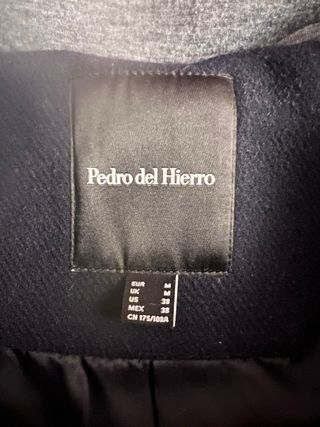 Pedro del Hierro
EUR M
UK M
US 38
MEX 38
CN 175/100A